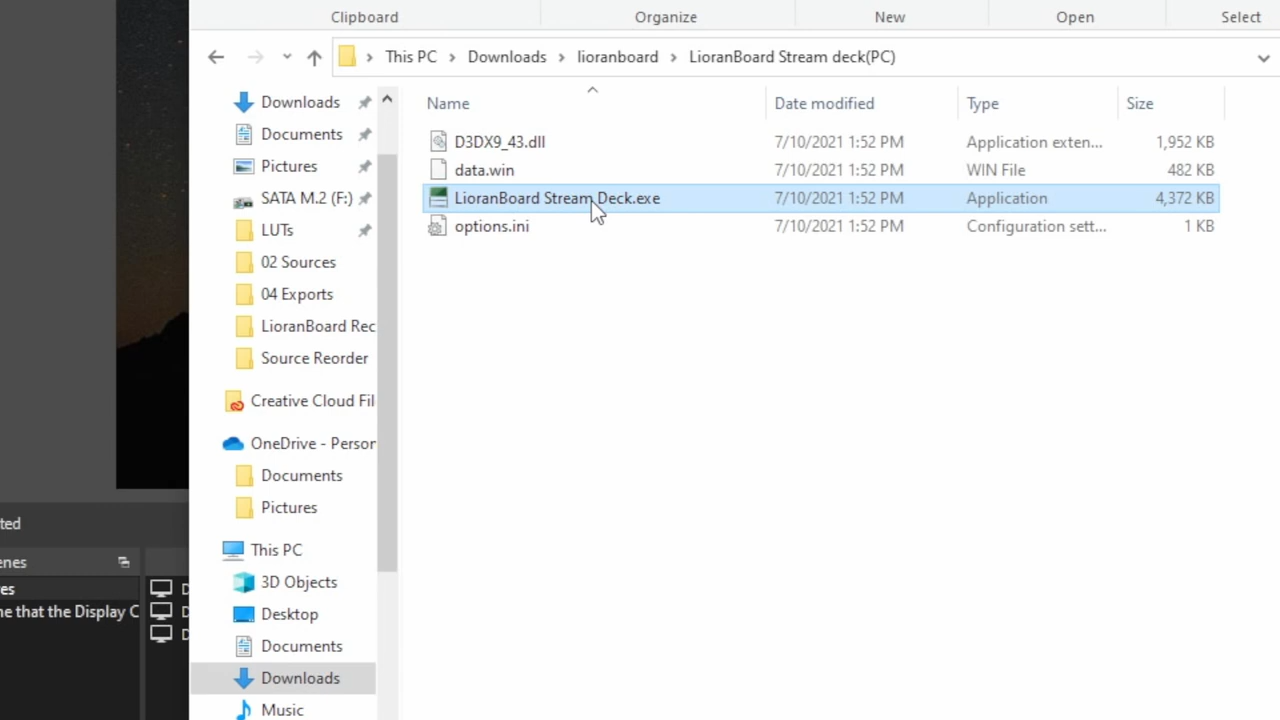 Clipboard
Organize
New
Open
Select
This PC
Downloads
lioranboard
LioranBoard Stream deck(PC)
Name
Date modified
Type
Size
D3DX9_43.dll
7/10/2021 1:52 PM
Application exten...
1,952 KB
data.win
7/10/2021 1:52 PM
WIN File
482 KB
LioranBoard Stream Deck.exe
7/10/2021 1:52 PM
Application
4,372 KB
options.ini
7/10/2021 1:52 PM
Configuration sett...
1 KB
Downloads
Documents
Pictures
SATA M.2 (F:)
LUTs
02 Sources
04 Exports
LioranBoard Rec
Source Reorder
Creative Cloud Fil
OneDrive - Person
Documents
Pictures
This PC
3D Objects
Desktop
Documents
Downloads
Music
ted
enes
es
ne that the Display C
D
D
D